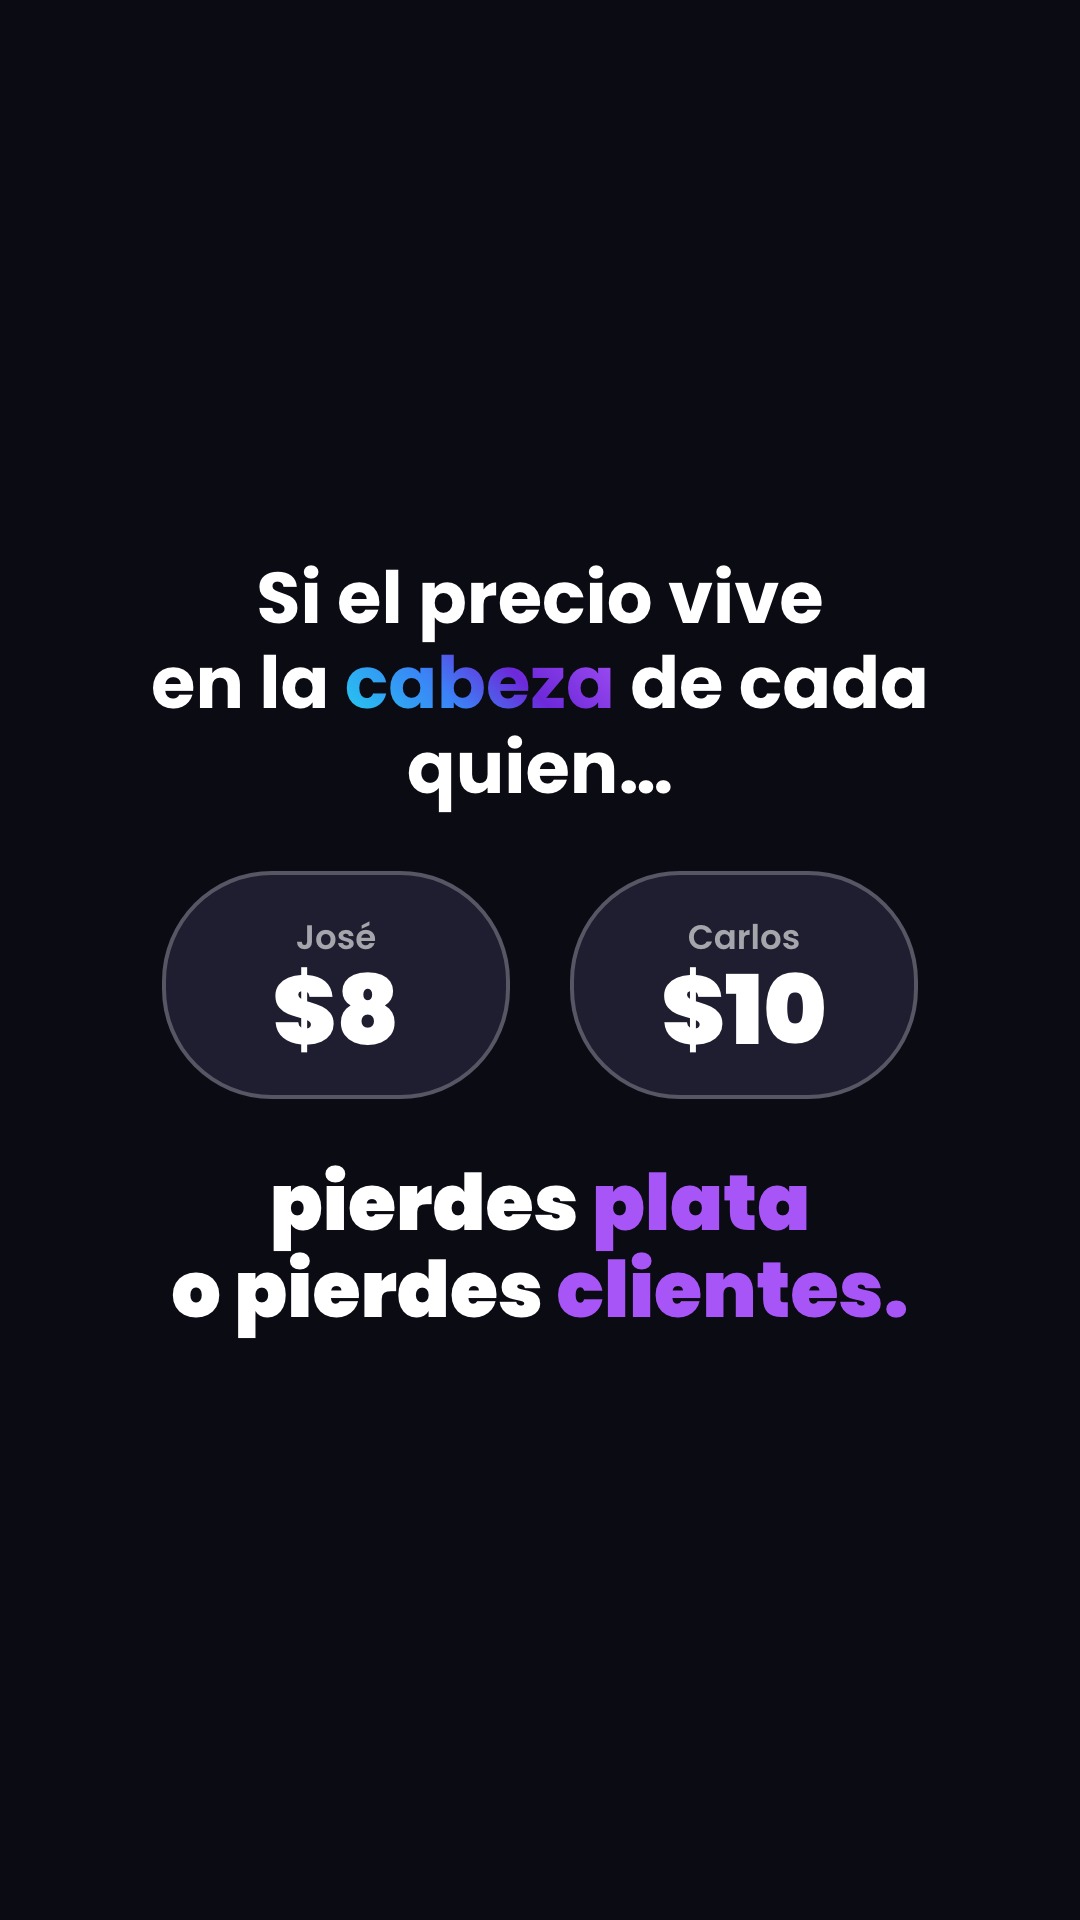 Si el precio vive
en la cabeza de cada
quien...
José
$8
Carlos
$10
pierdes plata
o pierdes clientes.